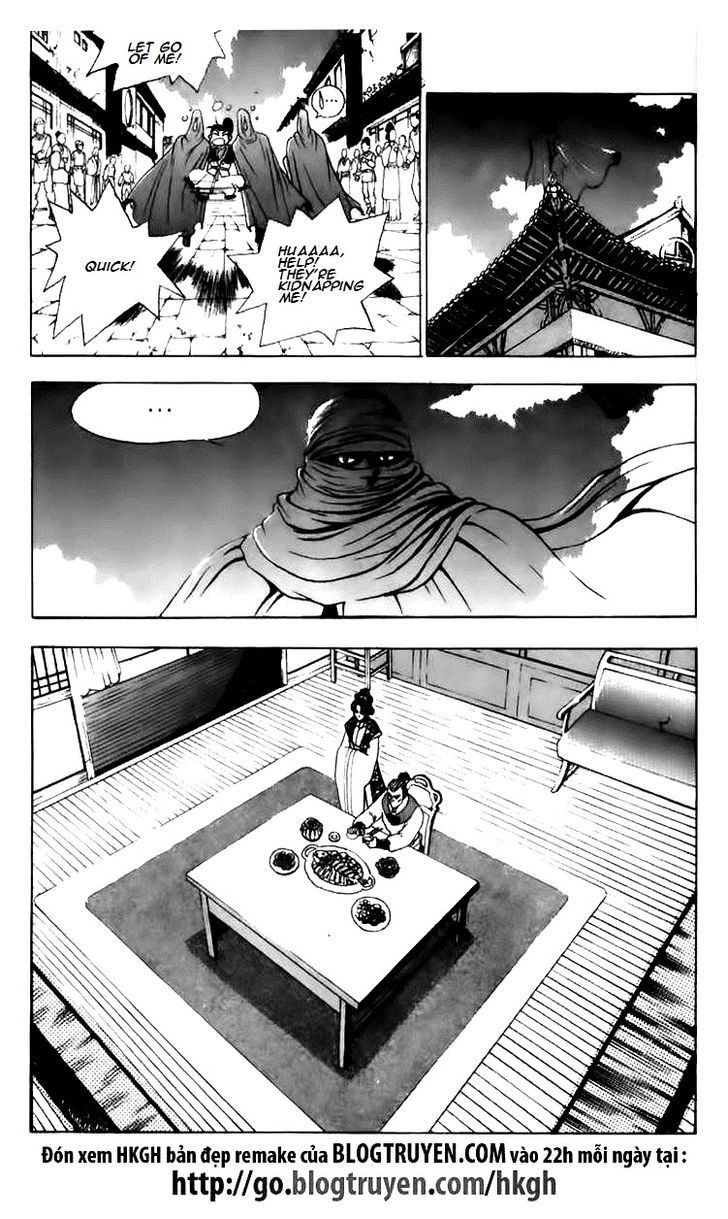 LET GO
OF ME!
...
QUICK!
HUAAAA,
HELP!
THEY'RE
KIDNAPPING
ME!
...
Đón xem HKGH bản đẹp remake của BLOGTRUYEN.COM vào 22h mỗi ngày tại :
http://go.blogtruyen.com/hkgh